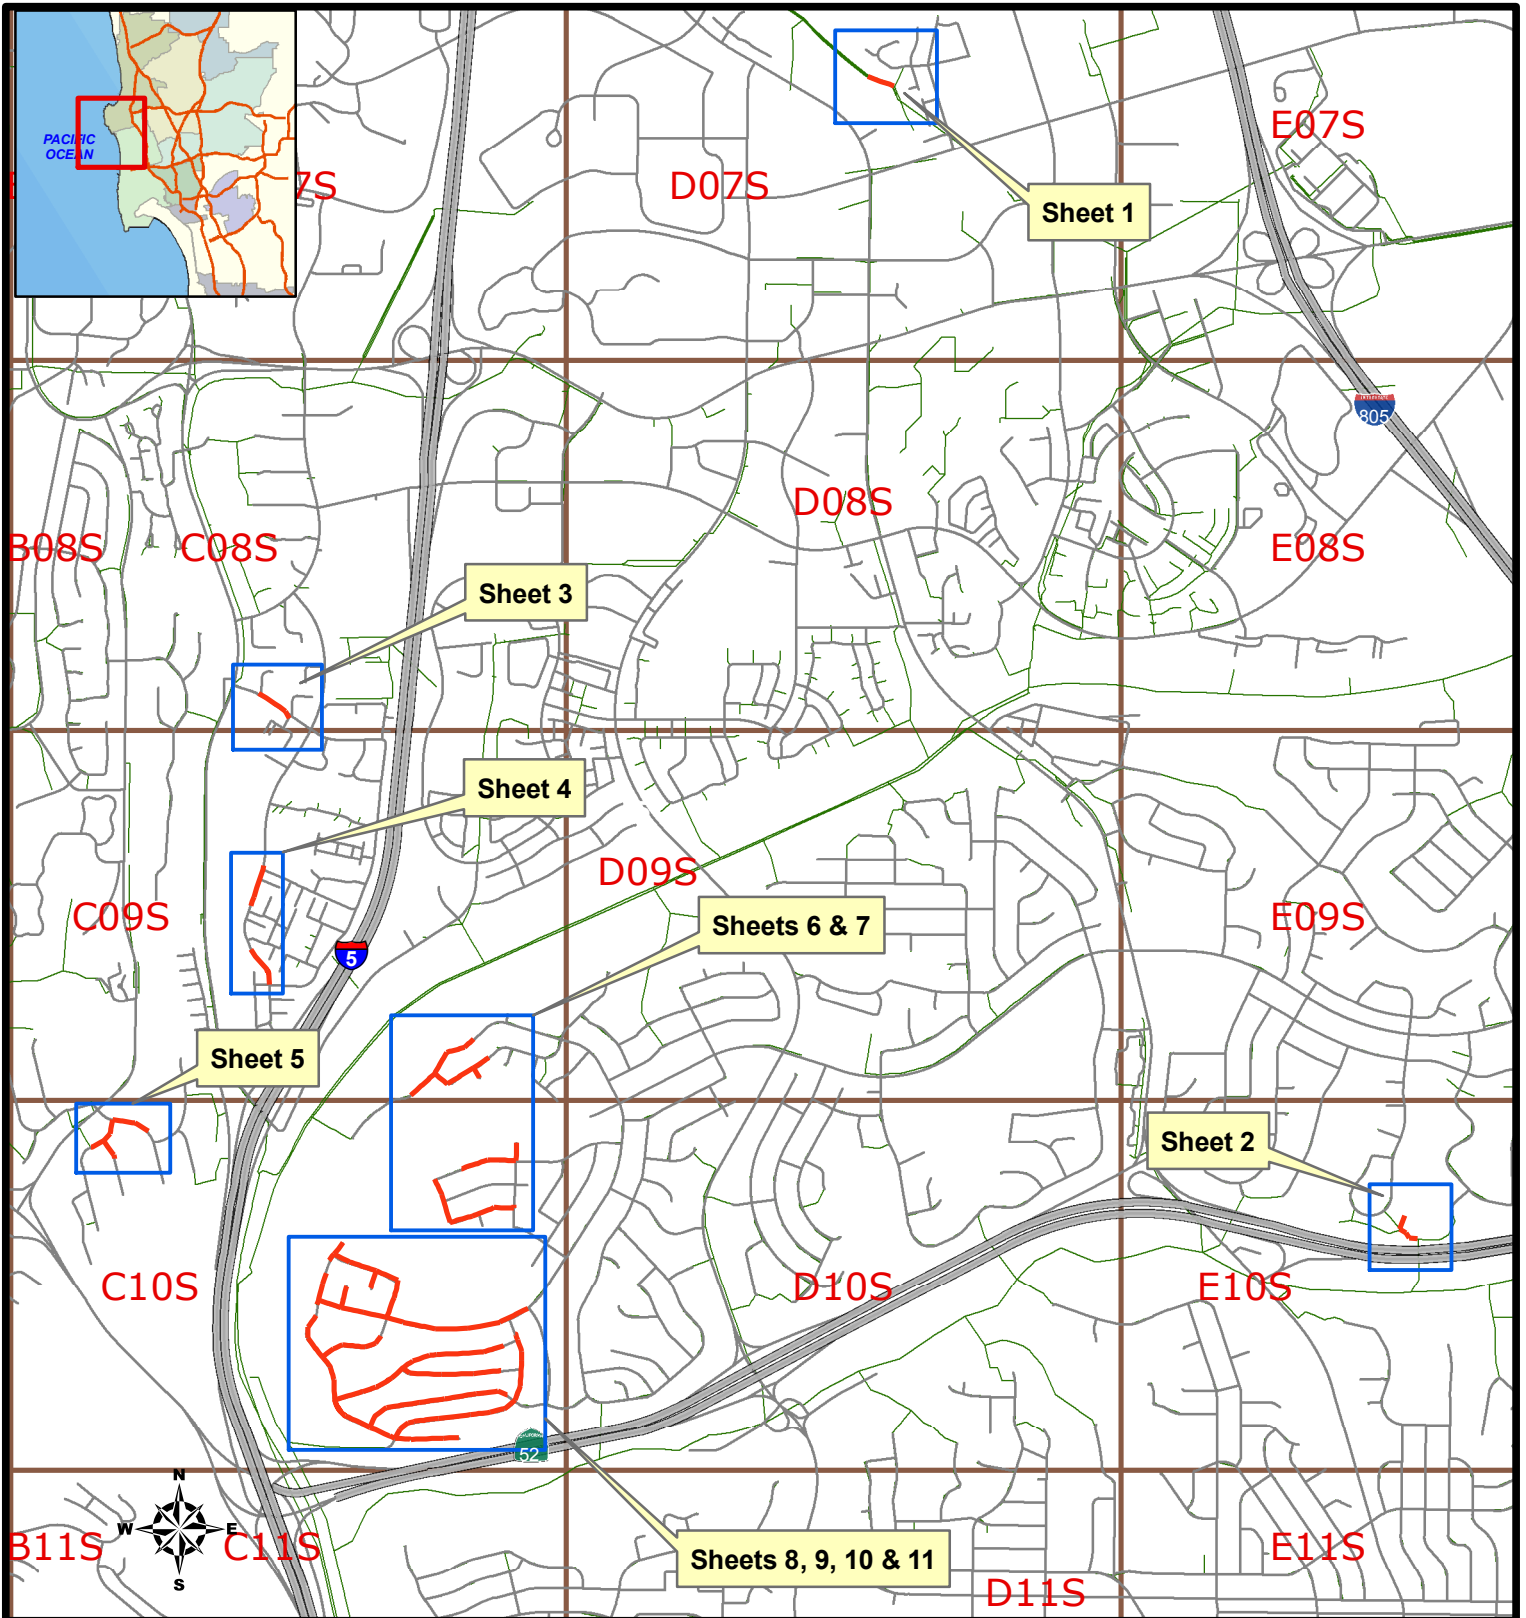 PACIFIC
OCEAN
7S
D07S
E07S
Sheet 1
INTERSTATE
805
B08S
C08S
D08S
E08S
Sheet 3
Sheet 4
C09S
D09S
E09S
5
Sheets 6 & 7
Sheet 5
Sheet 2
C10S
D10S
E10S
CALIFORNIA
52
N
W
E
S
B11S
C11S
Sheets 8, 9, 10 & 11
D11S
E11S